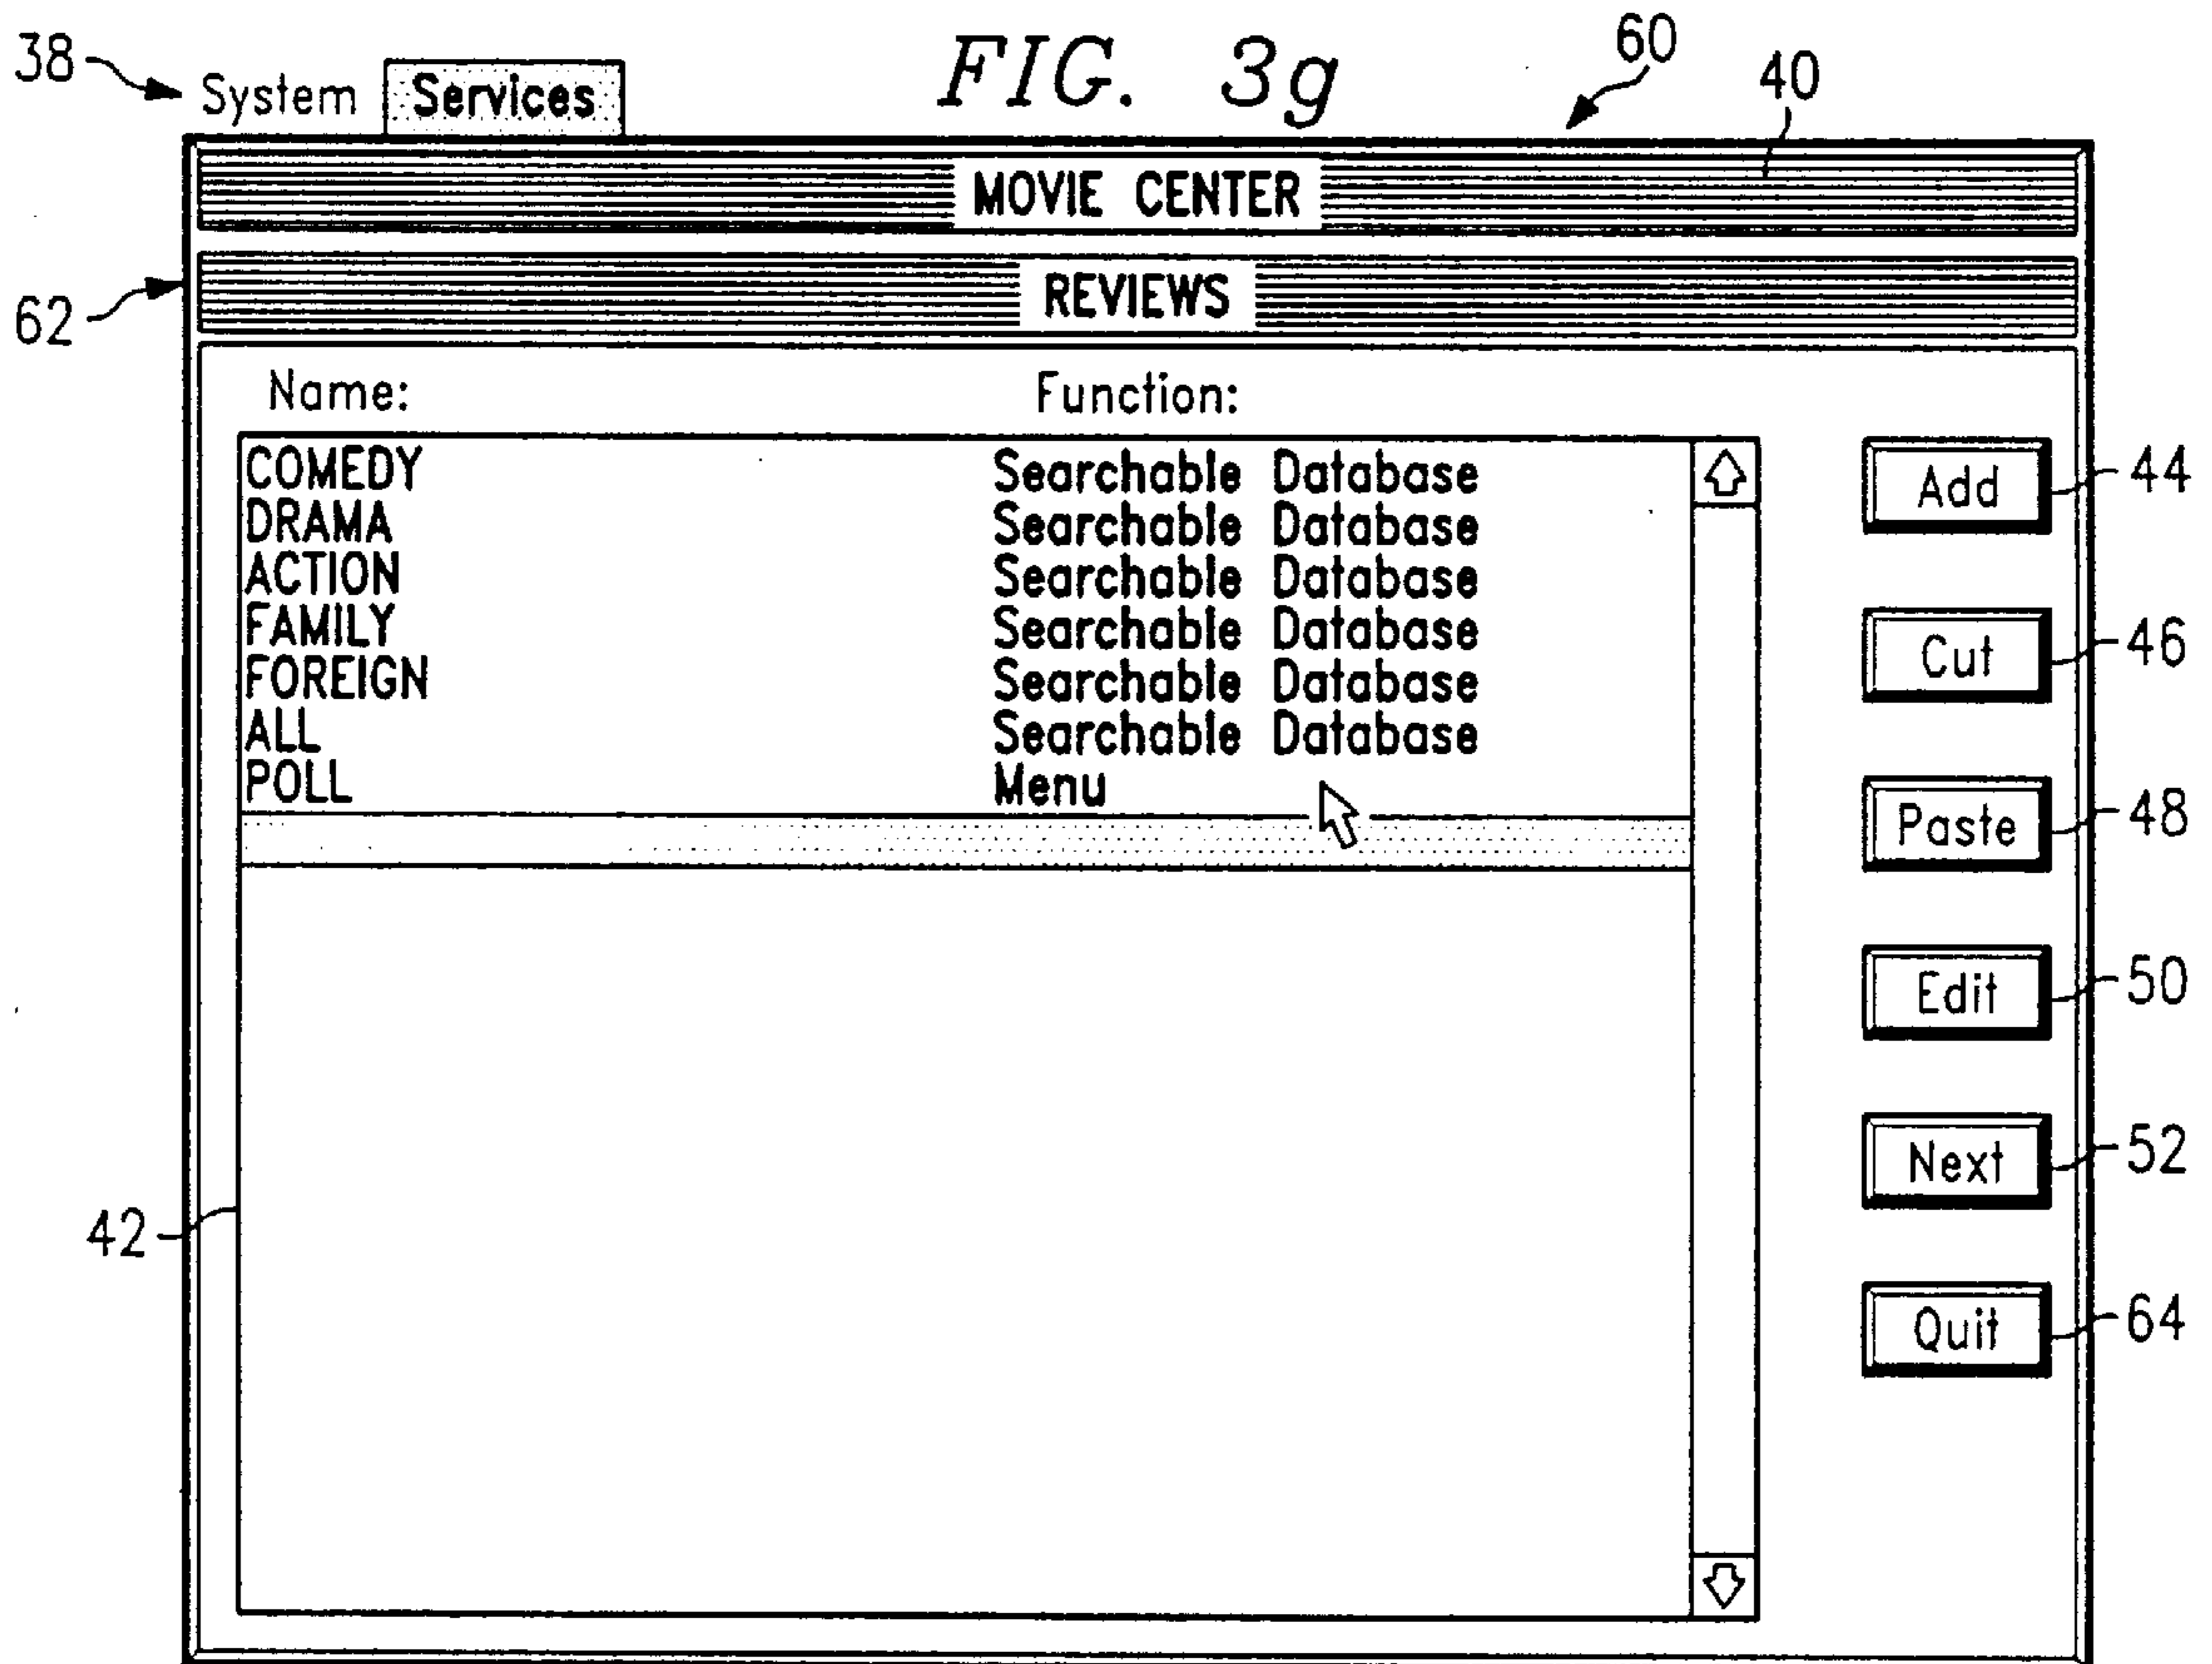 FIG. 3g
60
38
System Services
40
MOVIE CENTER
62
REVIEWS
Name: Function:
COMEDY Searchable Database
DRAMA Searchable Database
ACTION Searchable Database
FAMILY Searchable Database
FOREIGN Searchable Database
ALL Searchable Database
POLL Menu
Add 44
Cut 46
Paste 48
Edit 50
Next 52
42
Quit 64